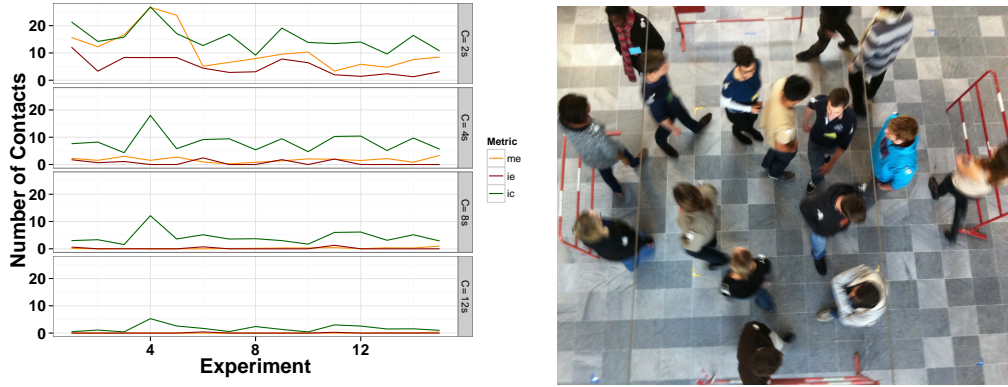 Number of Contacts
20
10
0
C= 2s
20
10
0
C= 4s
20
10
0
C= 8s
20
10
0
C= 12s
4
8
12
Experiment
Metric
me
ie
ic